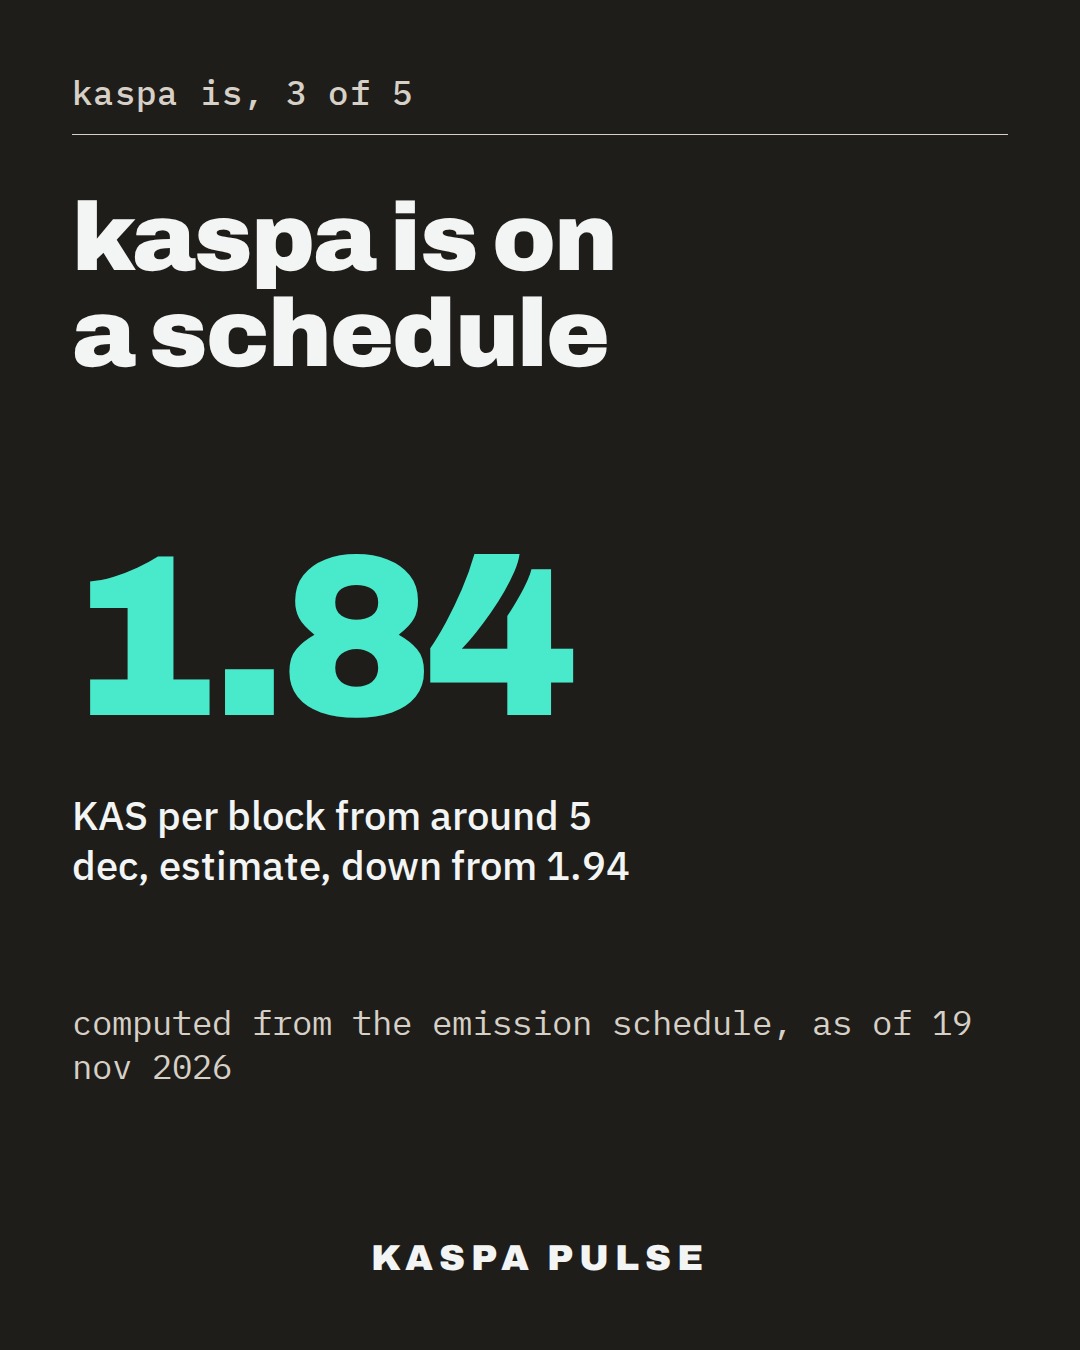 kaspa is, 3 of 5
kaspa is on
a schedule
1.84
KAS per block from around 5
dec, estimate, down from 1.94
computed from the emission schedule, as of 19
nov 2026
KASPA PULSE